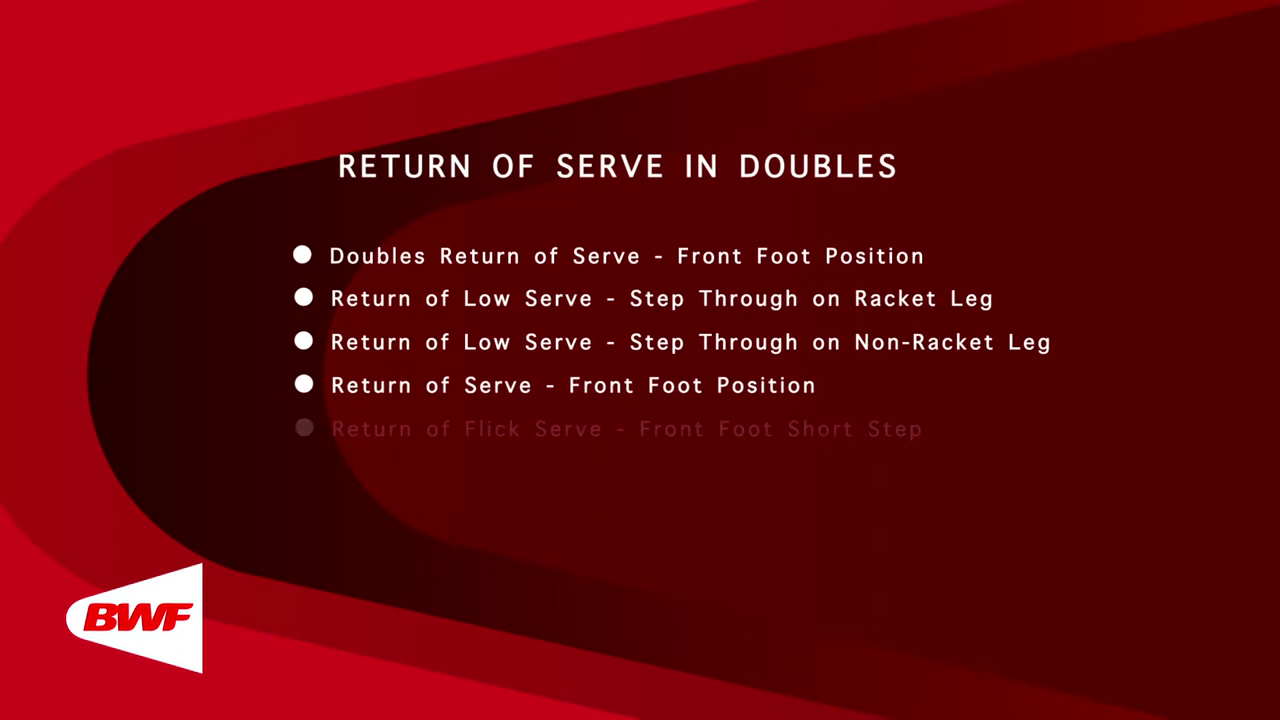 RETURN OF SERVE IN DOUBLES
Doubles Return of Serve - Front Foot Position
Return of Low Serve - Step Through on Racket Leg
Return of Low Serve - Step Through on Non-Racket Leg
Return of Serve - Front Foot Position
Return of Flick Serve - Front Foot Short Step
BWF